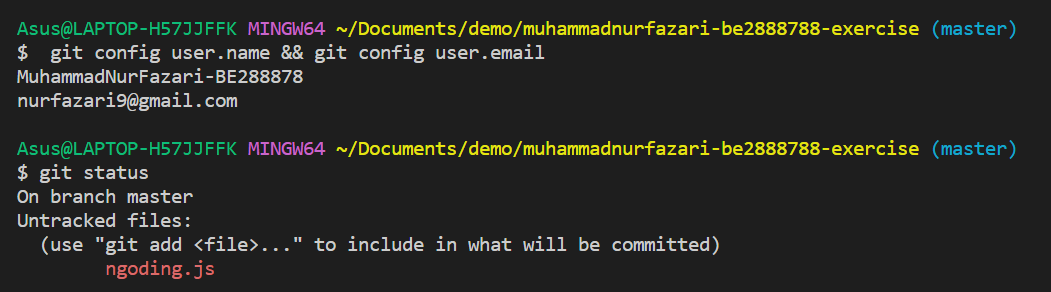 Asus@LAPTOP-H57JJFFK MINGW64 ~/Documents/demo/muhammadnurfazari-be2888788-exercise (master)
$  git config user.name && git config user.email
MuhammadNurFazari-BE288878
nurfazari9@gmail.com

Asus@LAPTOP-H57JJFFK MINGW64 ~/Documents/demo/muhammadnurfazari-be2888788-exercise (master)
$ git status
On branch master
Untracked files:
  (use "git add <file>..." to include in what will be committed)
        ngoding.js